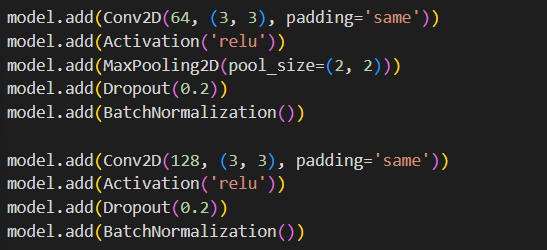 model.add(Conv2D(64, (3, 3), padding='same'))
model.add(Activation('relu'))
model.add(MaxPooling2D(pool_size=(2, 2)))
model.add(Dropout(0.2))
model.add(BatchNormalization())

model.add(Conv2D(128, (3, 3), padding='same'))
model.add(Activation('relu'))
model.add(Dropout(0.2))
model.add(BatchNormalization())